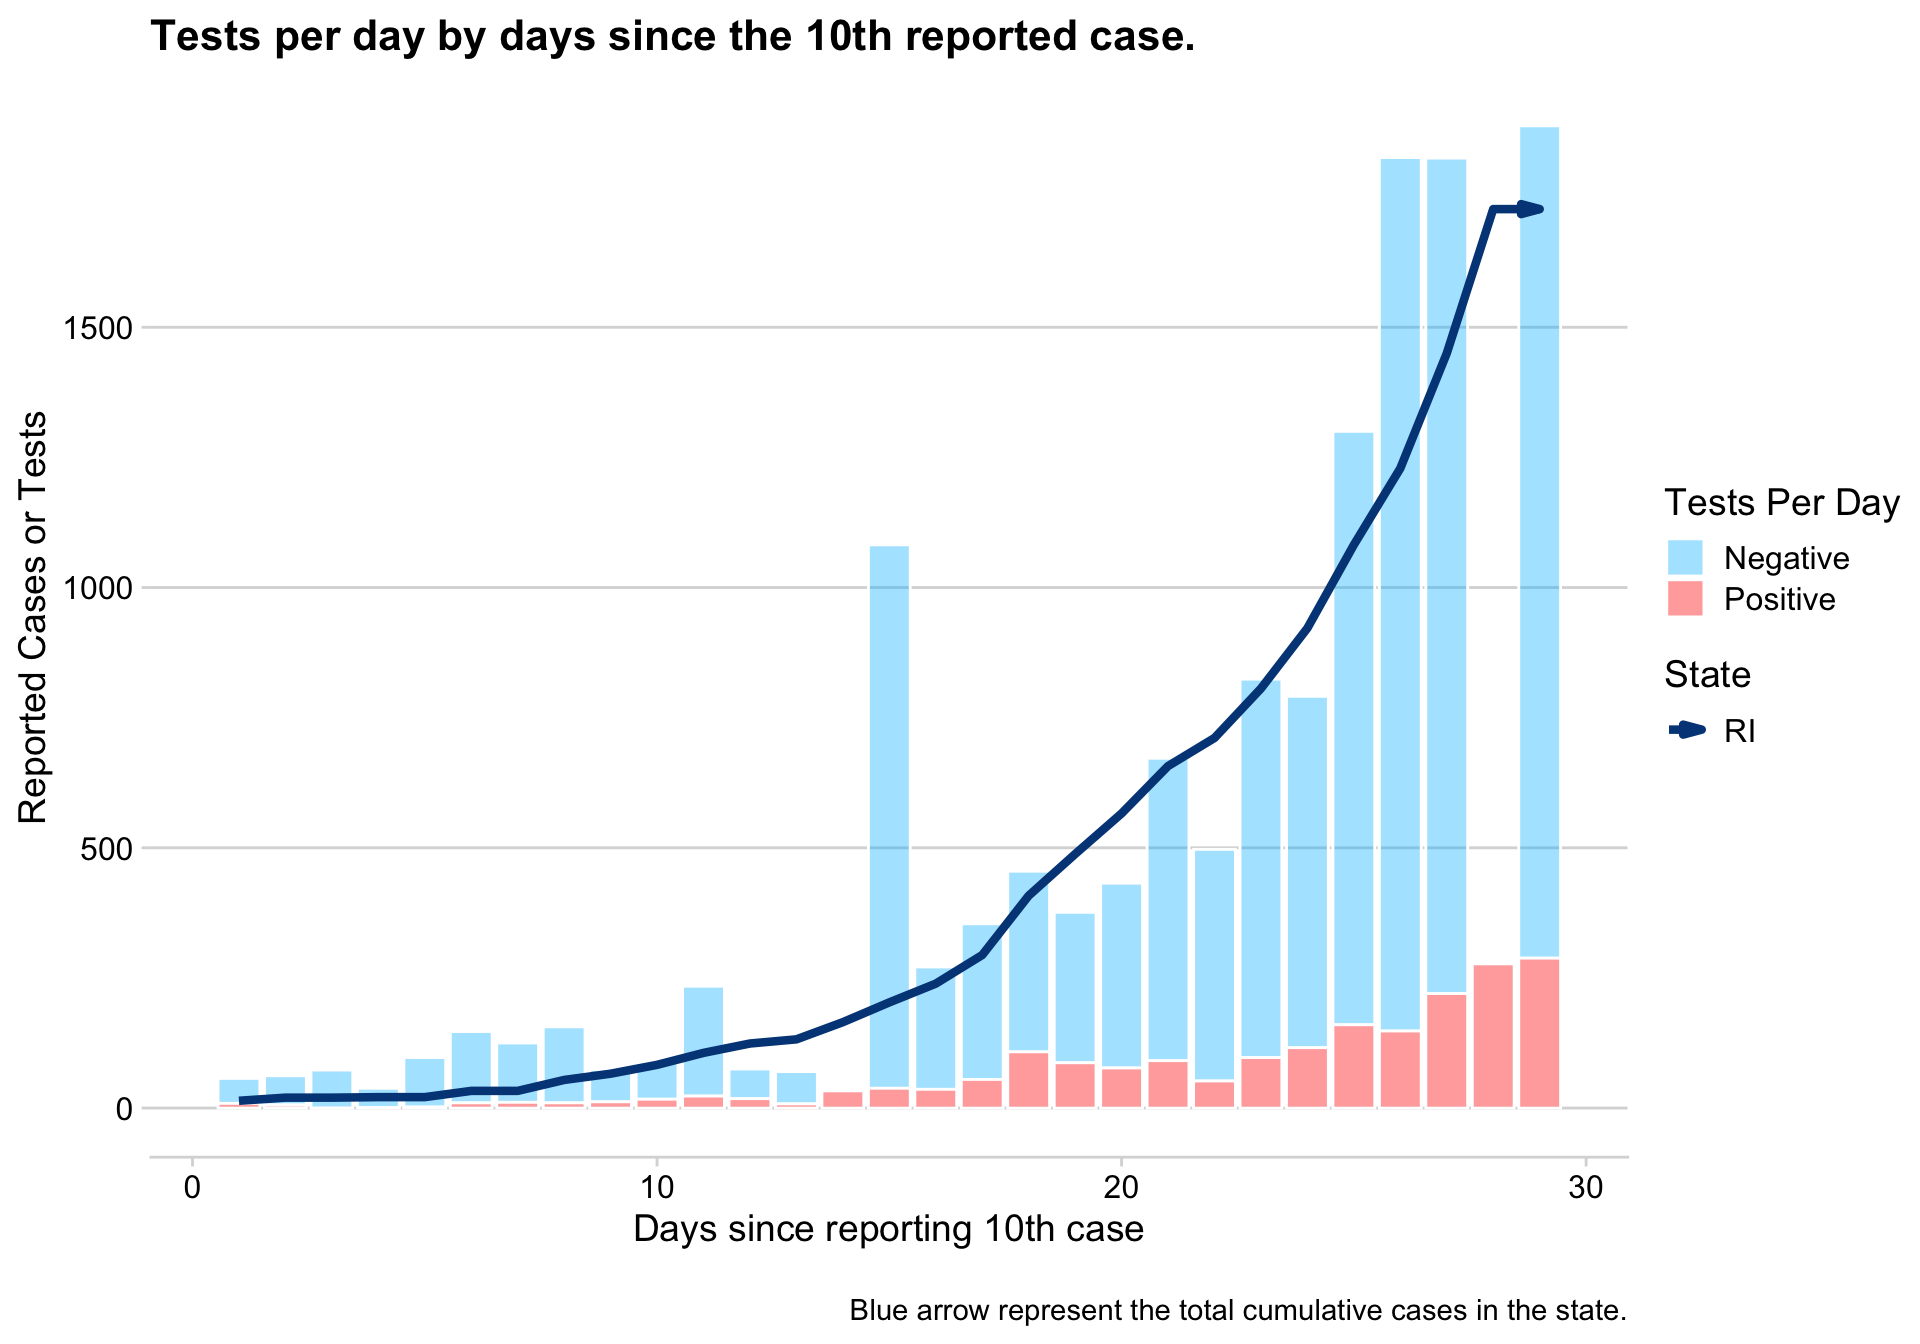 Tests per day by days since the 10th reported case.
Reported Cases or Tests
1500
1000
500
0
0
10
20
30
Days since reporting 10th case
Tests Per Day
Negative
Positive
State
RI
Blue arrow represent the total cumulative cases in the state.